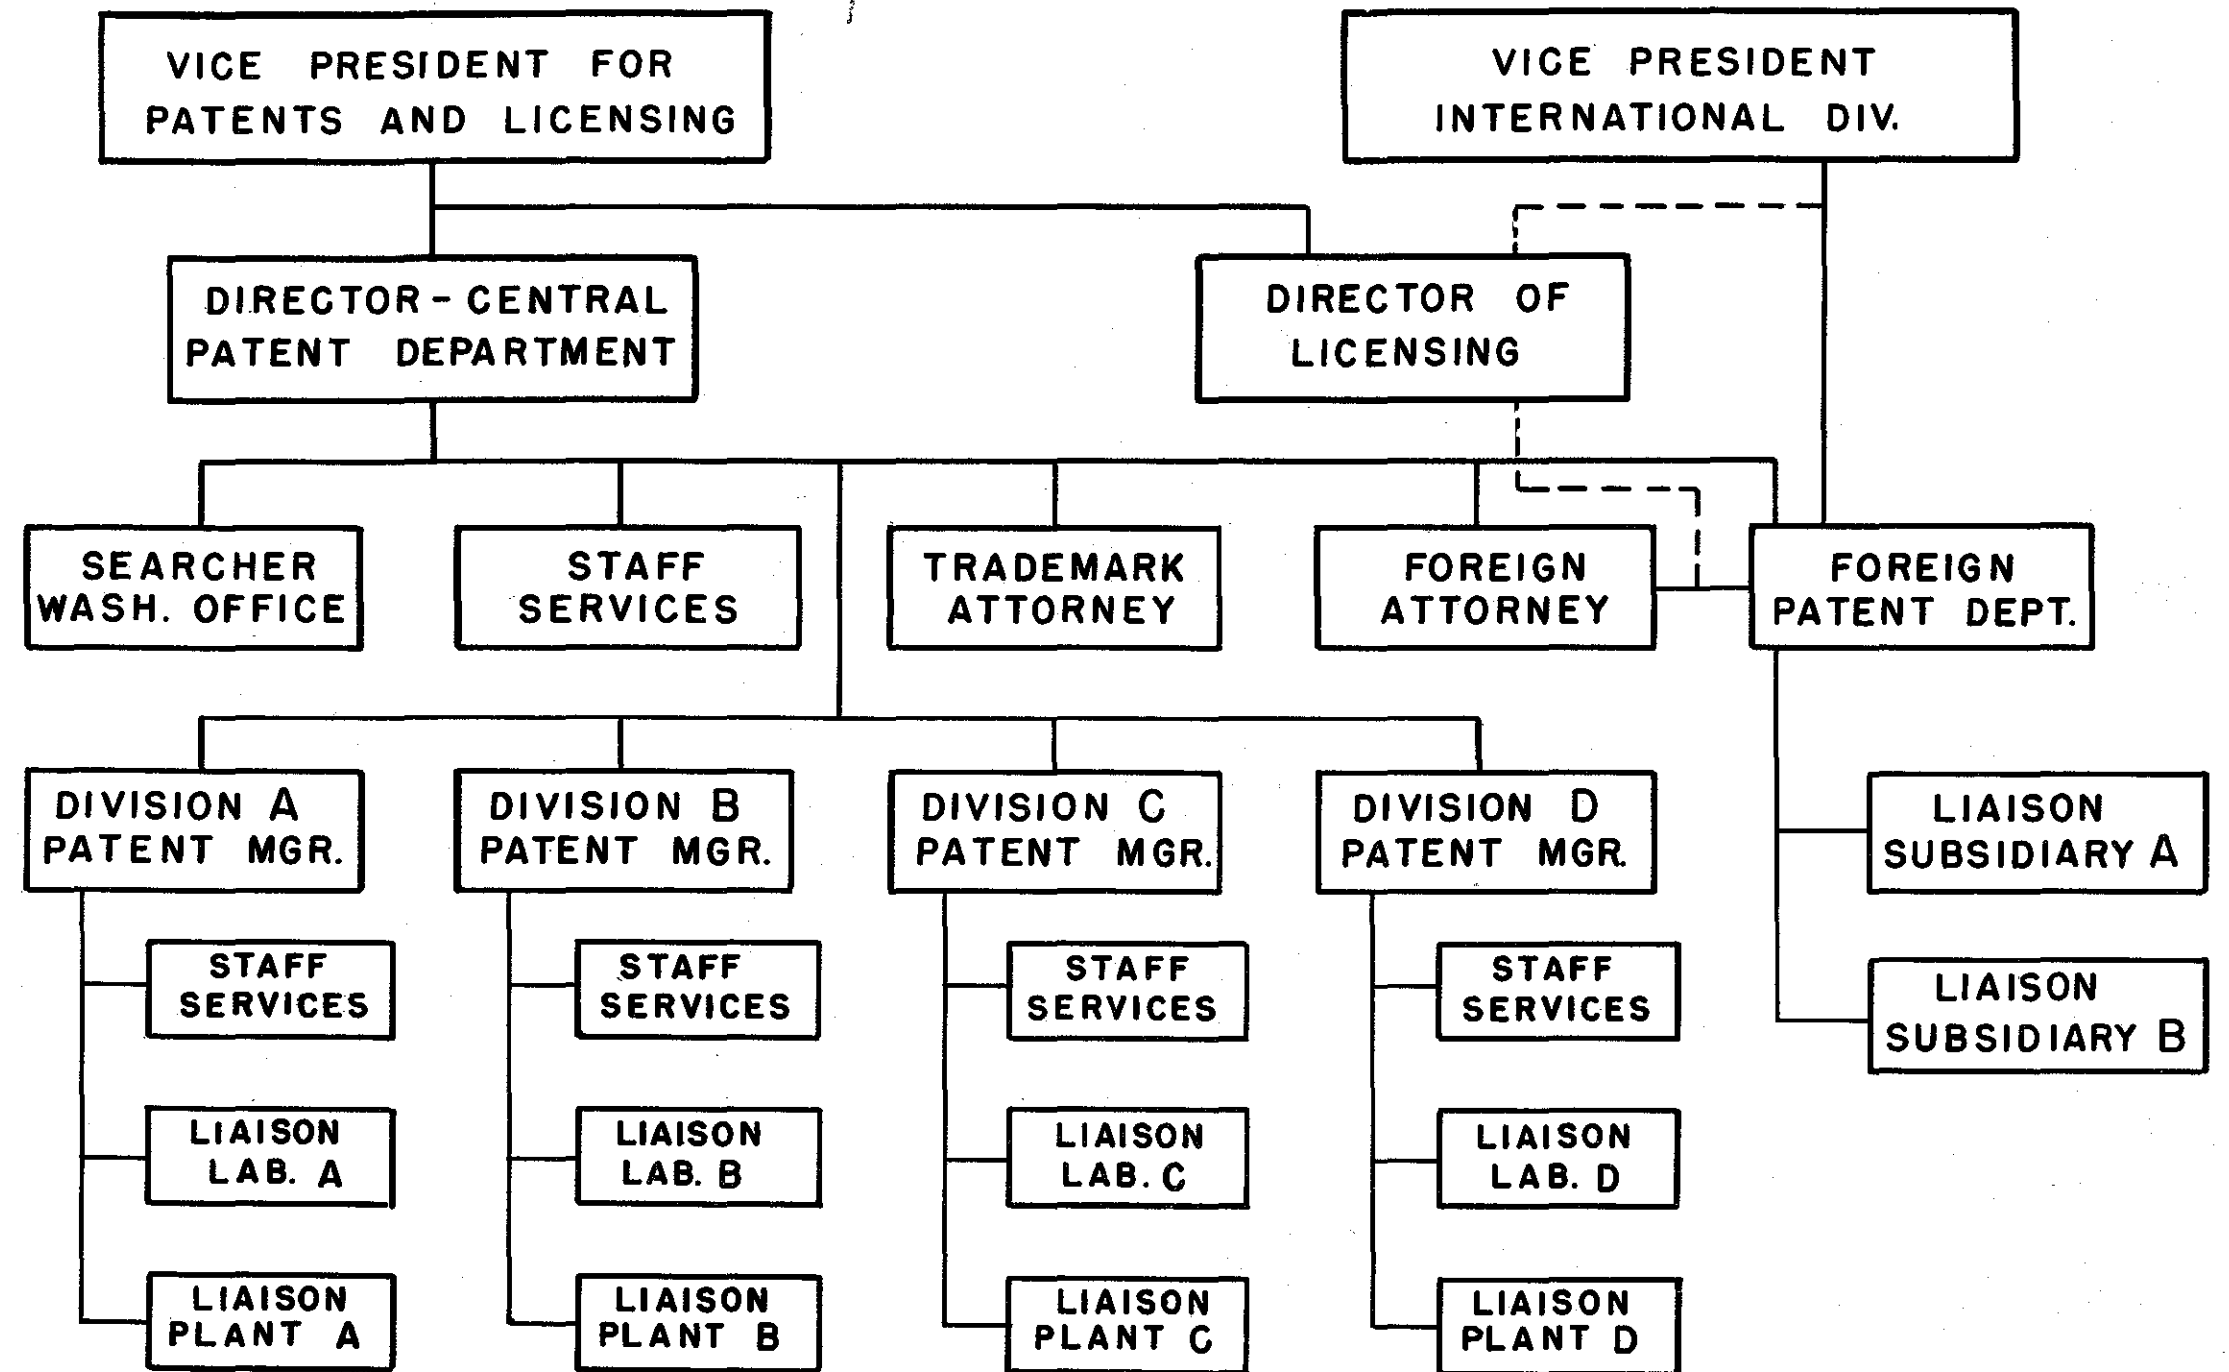 VICE PRESIDENT FOR
PATENTS AND LICENSING
VICE PRESIDENT
INTERNATIONAL DIV.
DIRECTOR - CENTRAL
PATENT DEPARTMENT
DIRECTOR OF
LICENSING
SEARCHER
WASH. OFFICE
STAFF
SERVICES
TRADEMARK
ATTORNEY
FOREIGN
ATTORNEY
FOREIGN
PATENT DEPT.
DIVISION A
PATENT MGR.
DIVISION B
PATENT MGR.
DIVISION C
PATENT MGR.
DIVISION D
PATENT MGR.
LIAISON
SUBSIDIARY A
STAFF
SERVICES
STAFF
SERVICES
STAFF
SERVICES
STAFF
SERVICES
LIAISON
SUBSIDIARY B
LIAISON
LAB. A
LIAISON
LAB. B
LIAISON
LAB. C
LIAISON
LAB. D
LIAISON
PLANT A
LIAISON
PLANT B
LIAISON
PLANT C
LIAISON
PLANT D